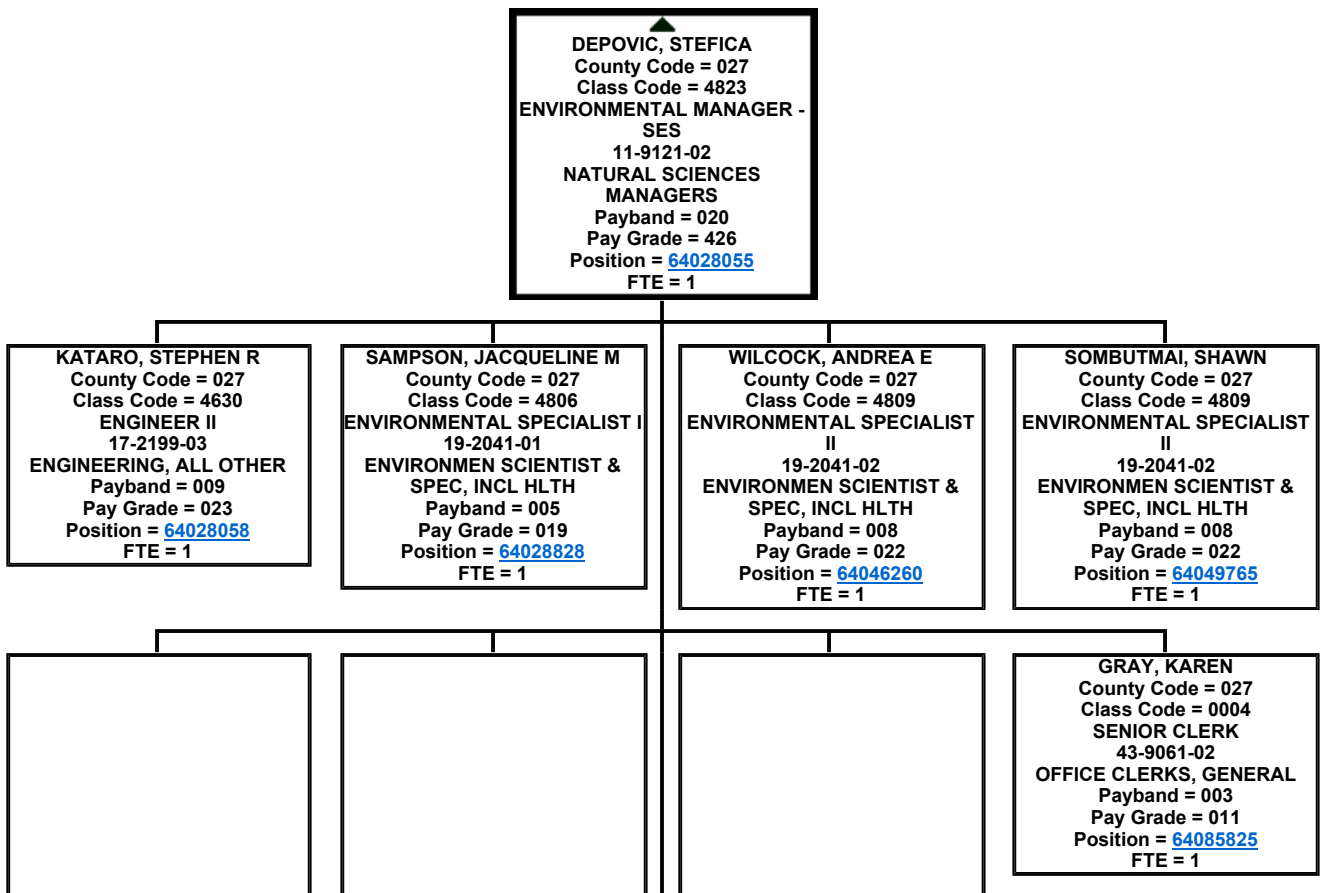 DEPOVIC, STEFICA
County Code = 027
Class Code = 4823
ENVIRONMENTAL MANAGER -
SES
11-9121-02
NATURAL SCIENCES
MANAGERS
Payband = 020
Pay Grade = 426
Position = 64028055
FTE = 1
KATARO, STEPHEN R
County Code = 027
Class Code = 4630
ENGINEER II
17-2199-03
ENGINEERING, ALL OTHER
Payband = 009
Pay Grade = 023
Position = 64028058
FTE = 1
SAMPSON, JACQUELINE M
County Code = 027
Class Code = 4806
ENVIRONMENTAL SPECIALIST I
19-2041-01
ENVIRONMEN SCIENTIST &
SPEC, INCL HLTH
Payband = 005
Pay Grade = 019
Position = 64028828
FTE = 1
WILCOCK, ANDREA E
County Code = 027
Class Code = 4809
ENVIRONMENTAL SPECIALIST
II
19-2041-02
ENVIRONMEN SCIENTIST &
SPEC, INCL HLTH
Payband = 008
Pay Grade = 022
Position = 64046260
FTE = 1
SOMBUTMAI, SHAWN
County Code = 027
Class Code = 4809
ENVIRONMENTAL SPECIALIST
II
19-2041-02
ENVIRONMEN SCIENTIST &
SPEC, INCL HLTH
Payband = 008
Pay Grade = 022
Position = 64049765
FTE = 1
GRAY, KAREN
County Code = 027
Class Code = 0004
SENIOR CLERK
43-9061-02
OFFICE CLERKS, GENERAL
Payband = 003
Pay Grade = 011
Position = 64085825
FTE = 1